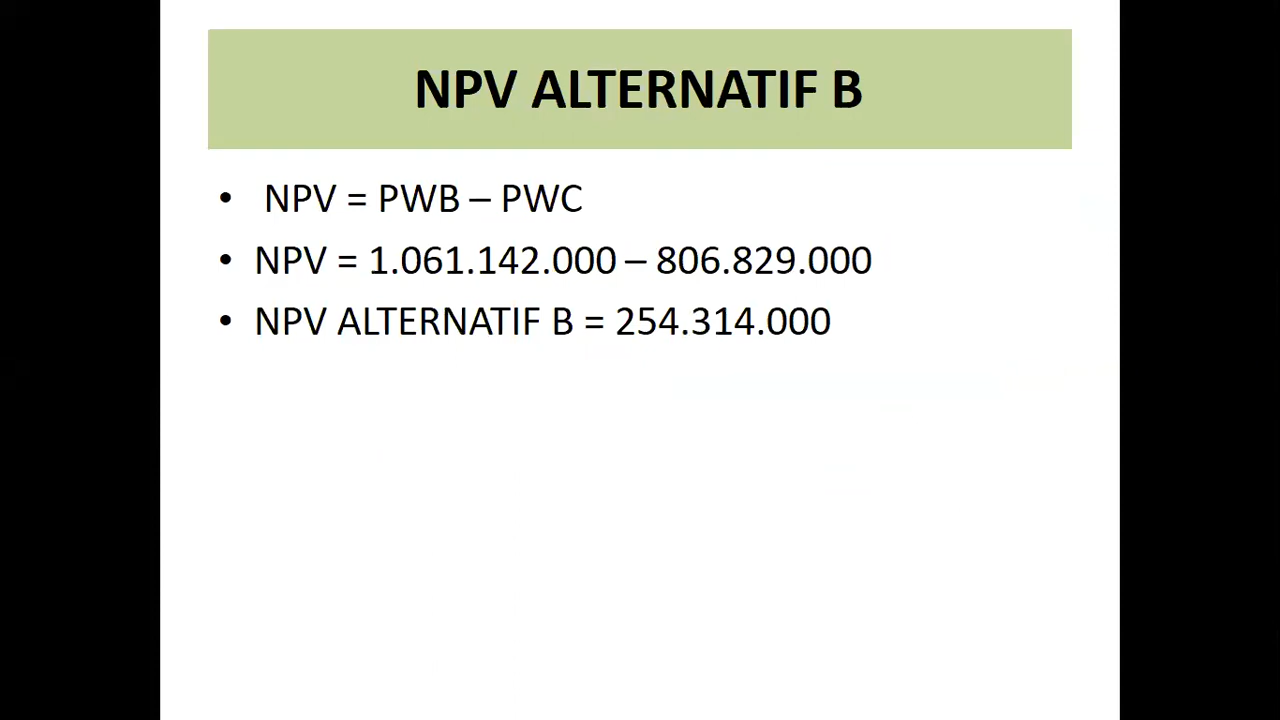 NPV ALTERNATIF B
• NPV = PWB – PWC
• NPV = 1.061.142.000 – 806.829.000
• NPV ALTERNATIF B = 254.314.000